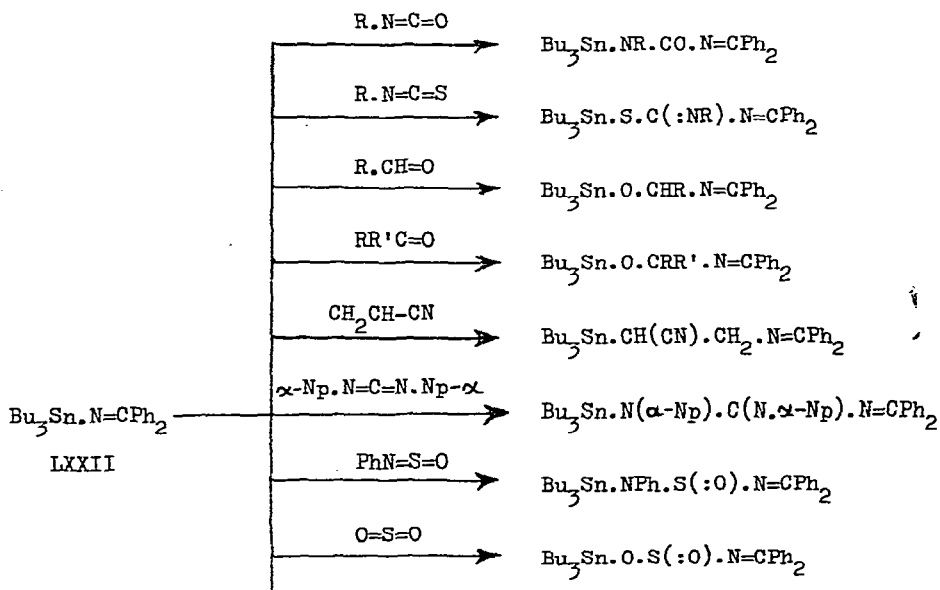 R.N=C=O
Bu₃Sn.NR.CO.N=CPh₂
R.N=C=S
Bu₃Sn.S.C(:NR).N=CPh₂
R.CH=O
Bu₃Sn.O.CHR.N=CPh₂
RR'C=O
Bu₃Sn.O.CRR'.N=CPh₂
CH₂CH-CN
Bu₃Sn.CH(CN).CH₂.N=CPh₂
α-Np.N=C=N.Np-α
Bu₃Sn.N=CPh₂
Bu₃Sn.N(α-Np).C(N.α-Np).N=CPh₂
LXXII
PhN=S=O
Bu₃Sn.NPh.S(:O).N=CPh₂
O=S=O
Bu₃Sn.O.S(:O).N=CPh₂